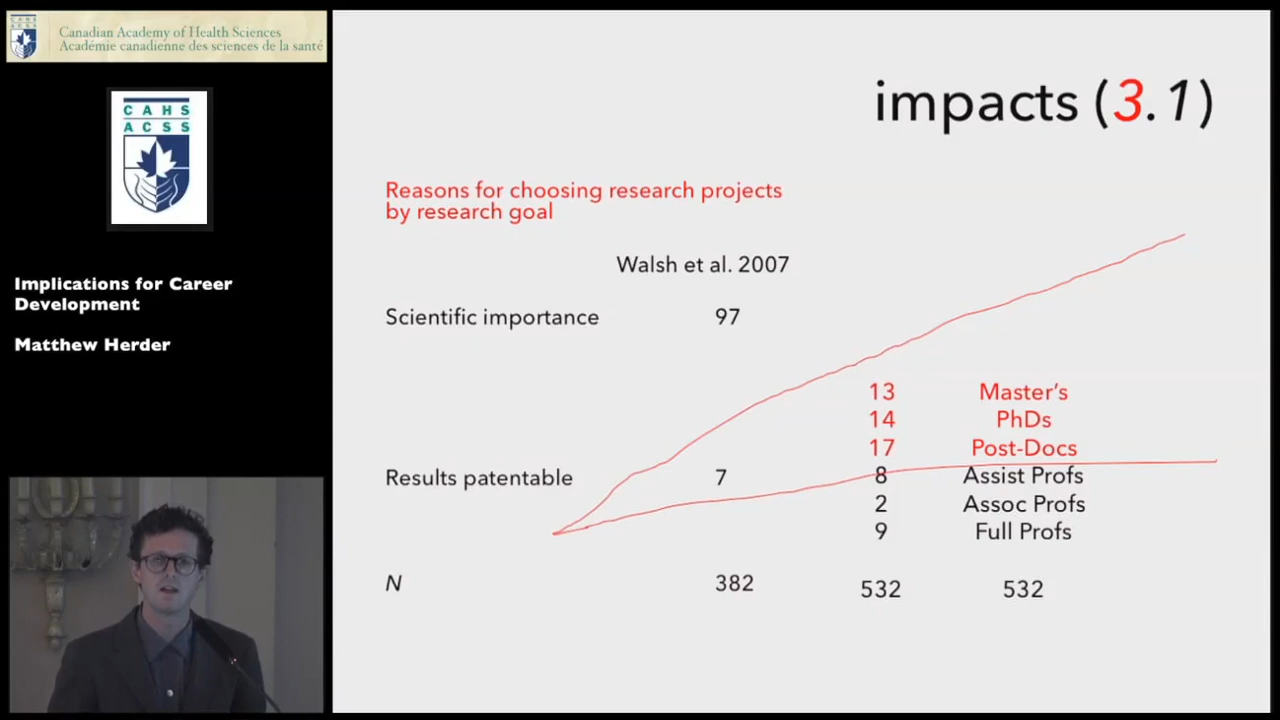 Canadian Academy of Health Sciences
Académie canadienne des sciences de la santé
CAHS
ACSS
Implications for Career
Development
Matthew Herder
impacts (3.1)
Reasons for choosing research projects
by research goal
Walsh et al. 2007
Scientific importance 97
13 Master's
14 PhDs
17 Post-Docs
Results patentable 7 8 Assist Profs
2 Assoc Profs
9 Full Profs
N 382 532 532